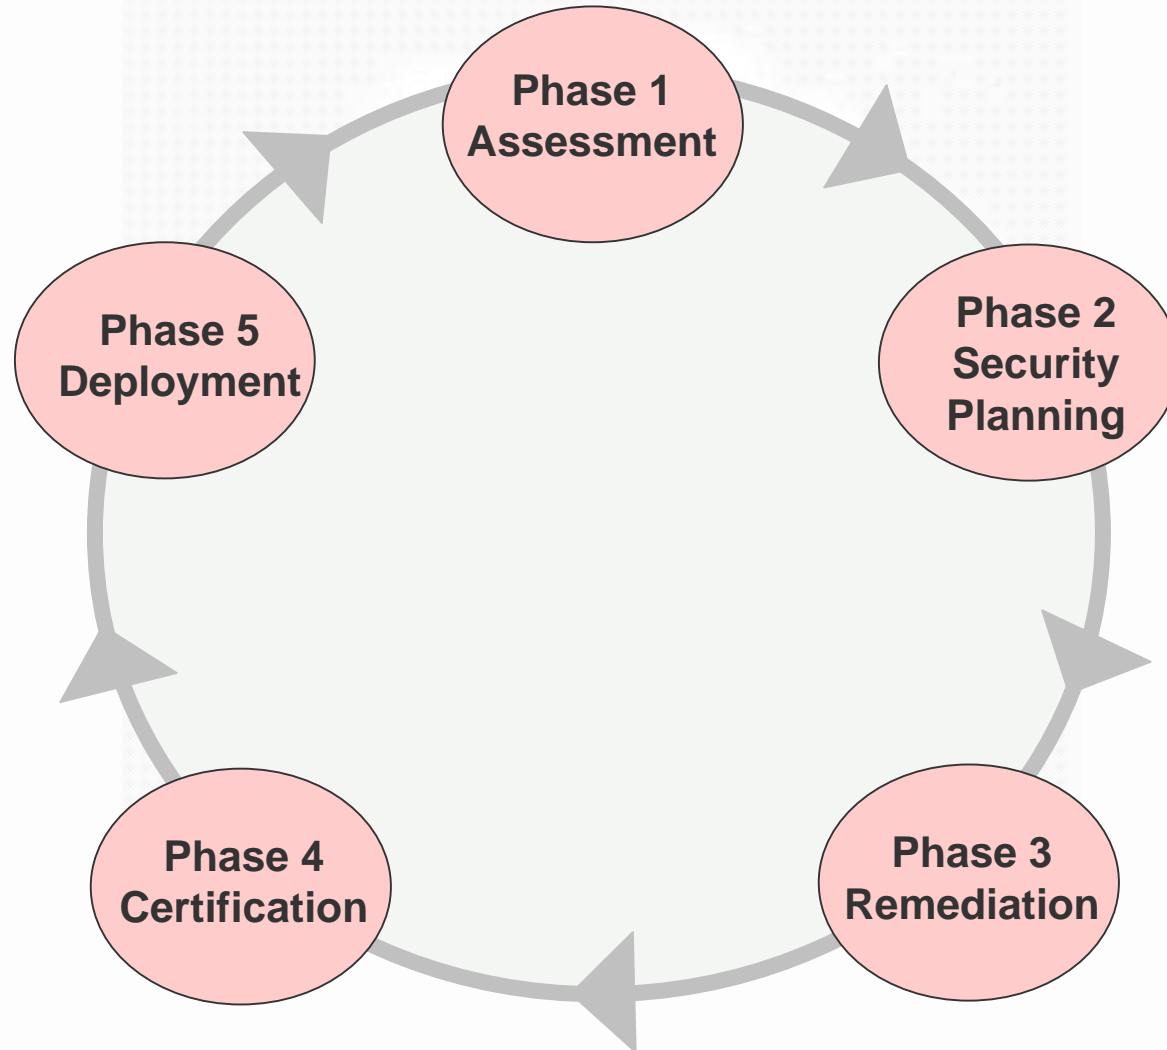 Phase 1
Assessment
Phase 2
Security
Planning
Phase 3
Remediation
Phase 4
Certification
Phase 5
Deployment